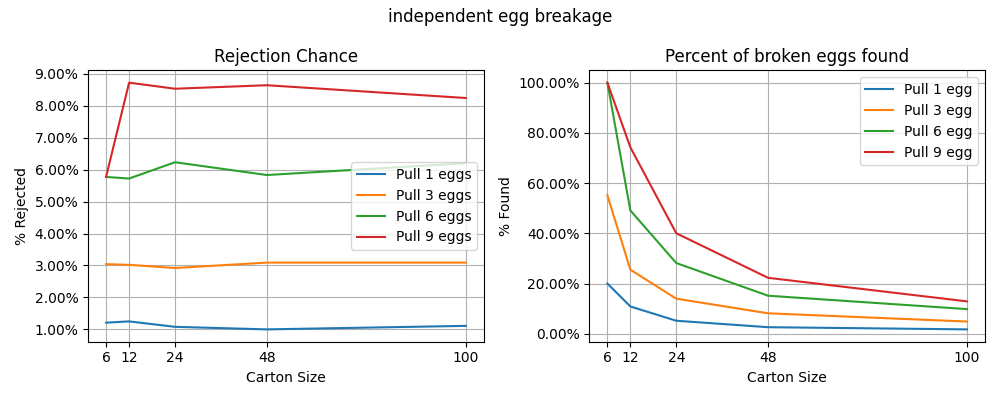 independent egg breakage
Rejection Chance
9.00%
8.00%
7.00%
6.00%
5.00%
4.00%
3.00%
2.00%
1.00%
% Rejected
Pull 1 eggs
Pull 3 eggs
Pull 6 eggs
Pull 9 eggs
6 12 24 48 100
Carton Size
Percent of broken eggs found
100.00%
80.00%
60.00%
40.00%
20.00%
0.00%
% Found
Pull 1 egg
Pull 3 egg
Pull 6 egg
Pull 9 egg
6 12 24 48 100
Carton Size